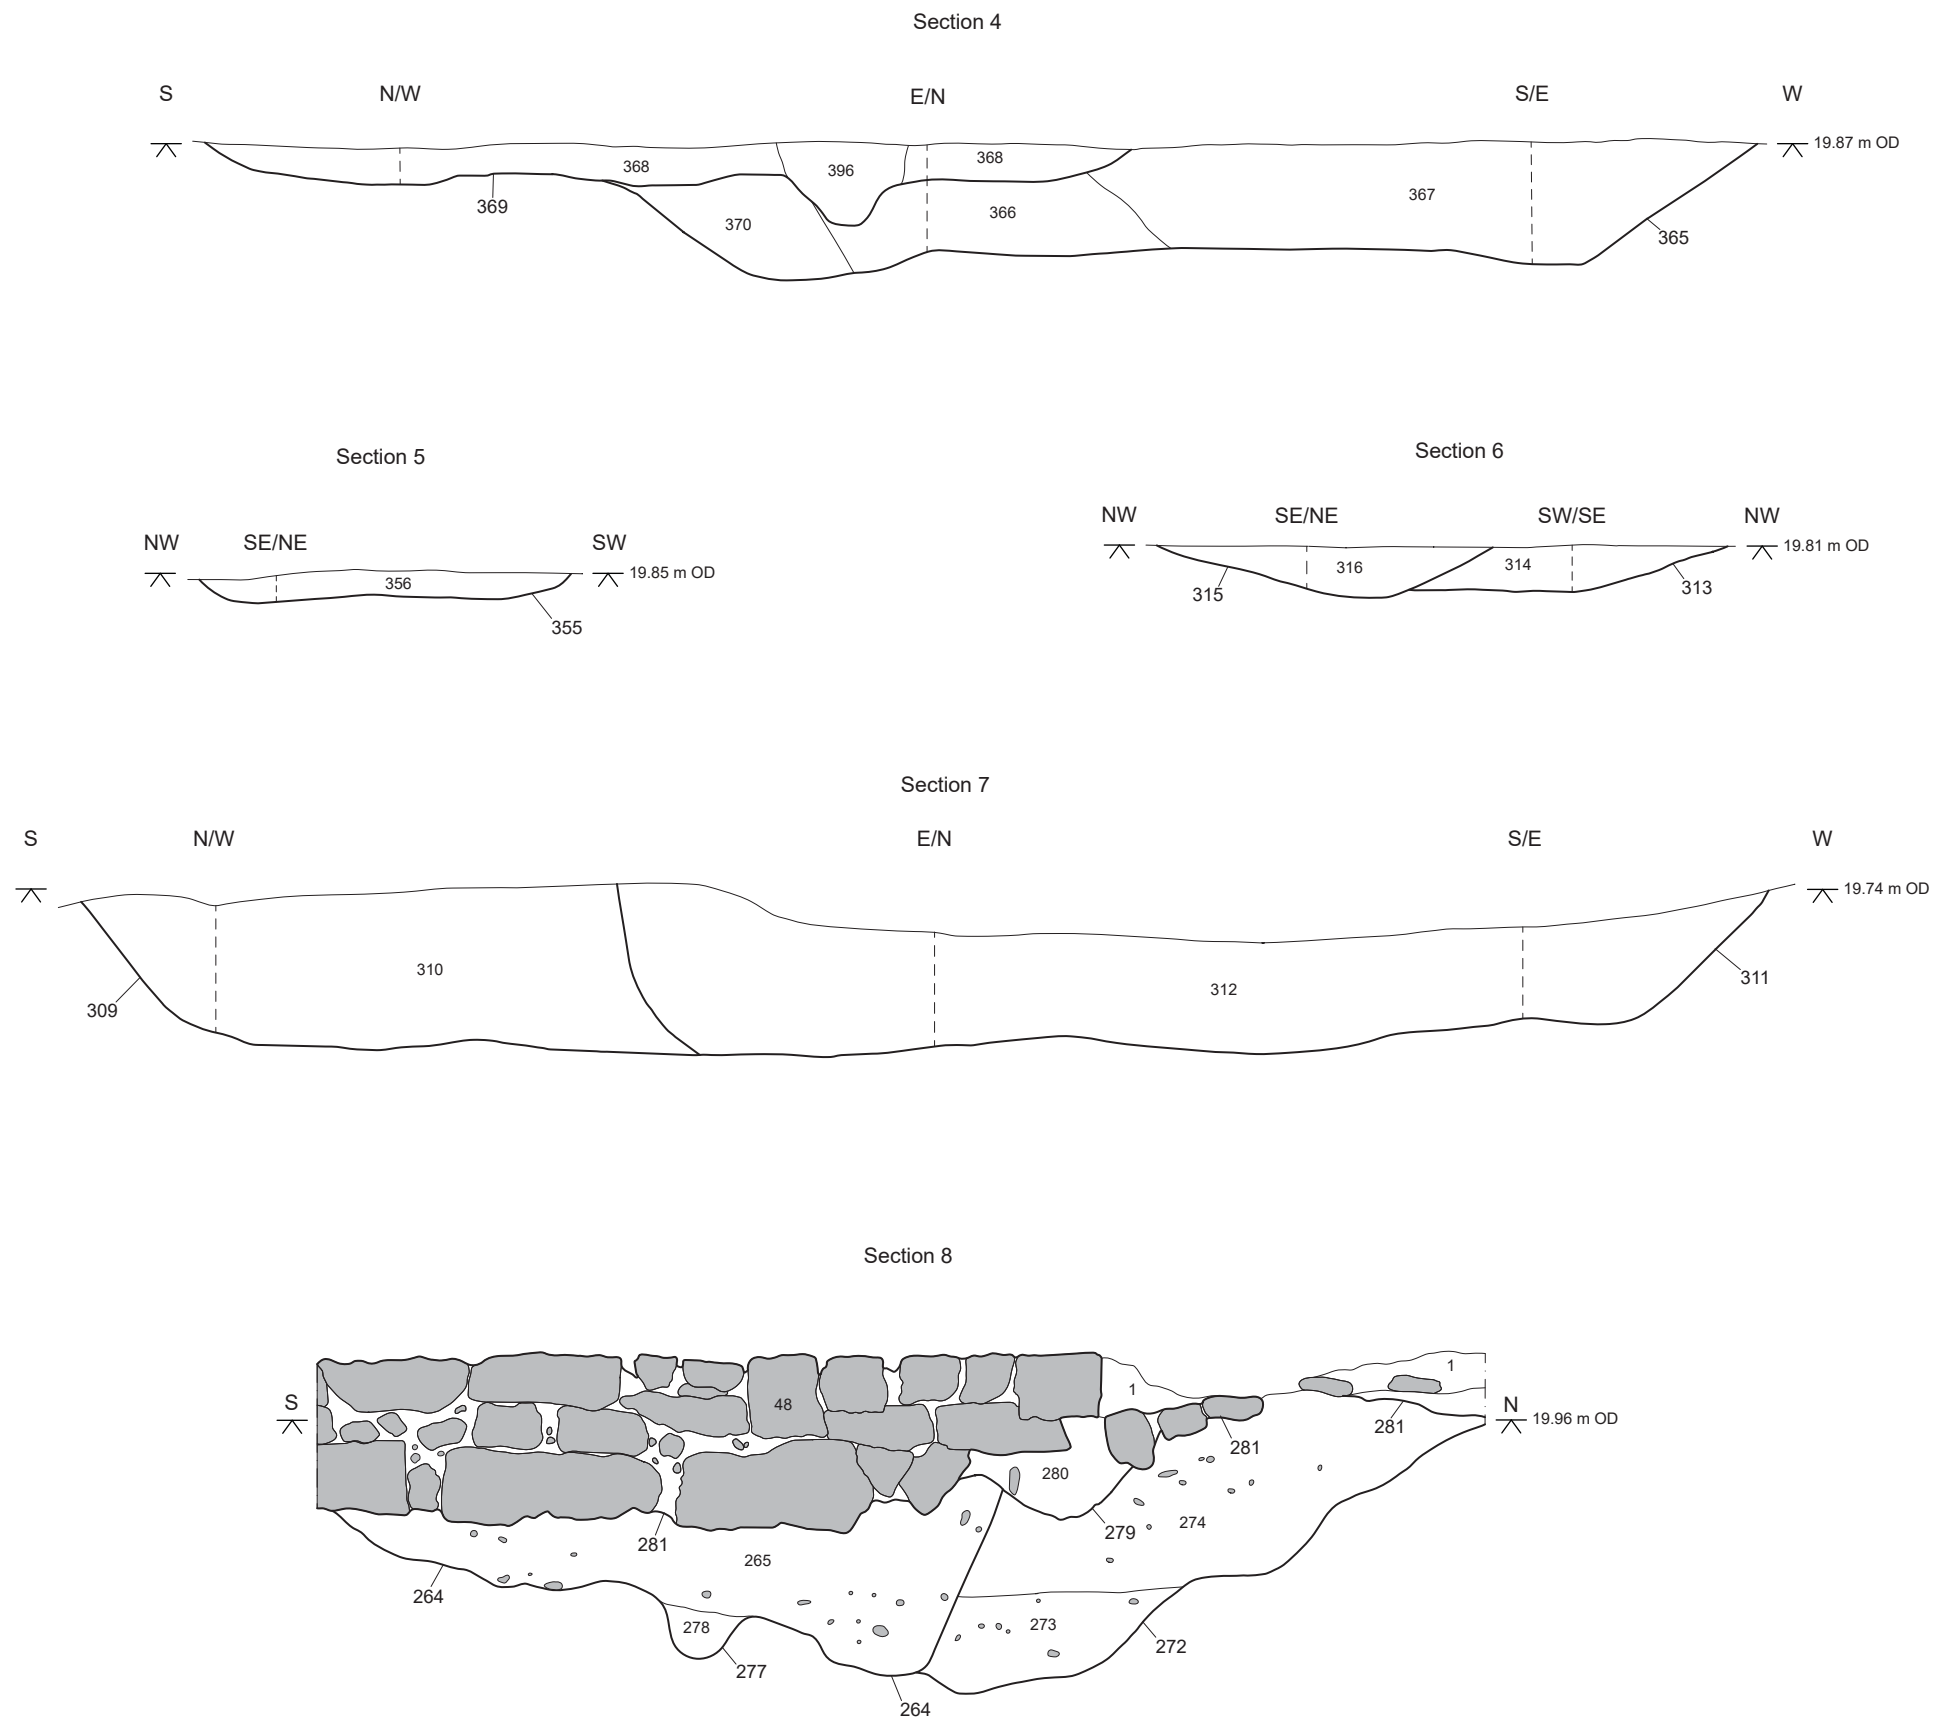 Section 4
S N/W E/N S/E W
19.87 m OD
368 396 368
367
369 370 366 365
Section 5
NW SE/NE SW
19.85 m OD
356
355
Section 6
NW SE/NE SW/SE NW
19.81 m OD
316 314
315 313
Section 7
S N/W E/N S/E W
19.74 m OD
310 312 311
309
Section 8
1
1
48
S N
19.96 m OD
281
281
280
279 274
281
265
264
278 273
277 272
264